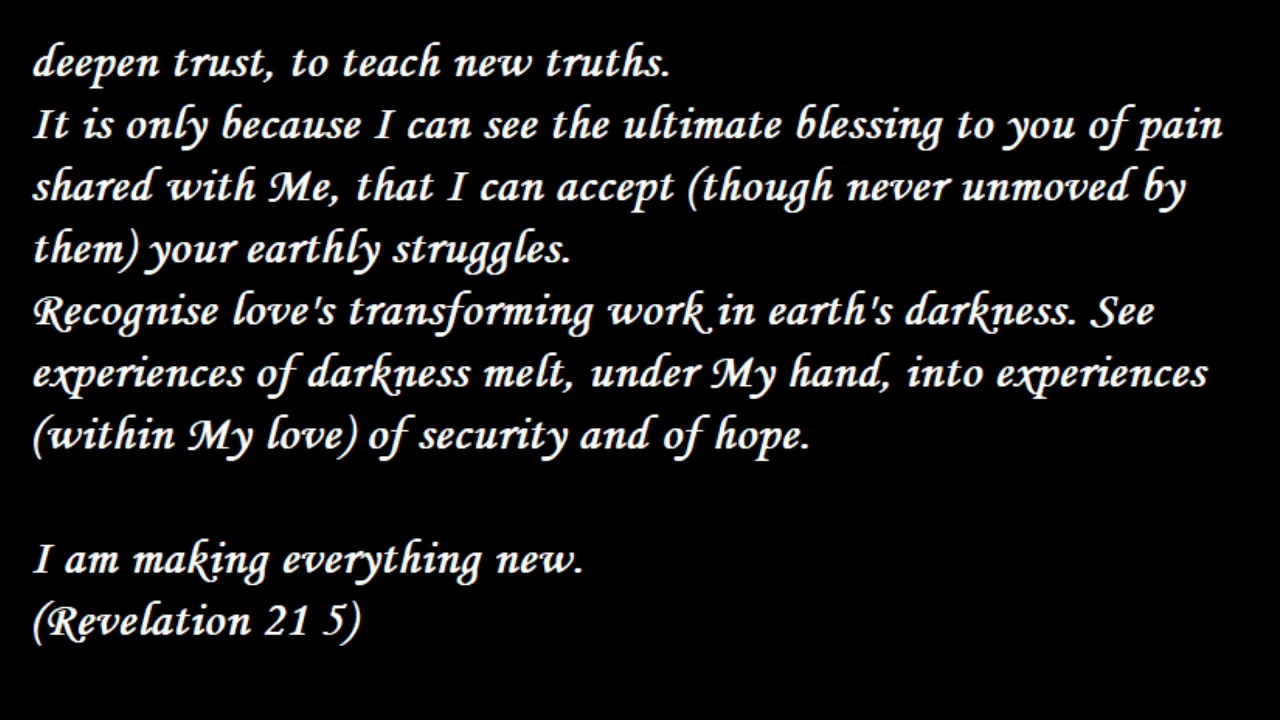 deepen trust, to teach new truths.
It is only because I can see the ultimate blessing to you of pain
shared with Me, that I can accept (though never unmoved by
them) your earthly struggles.
Recognise love's transforming work in earth's darkness. See
experiences of darkness melt, under My hand, into experiences
(within My love) of security and of hope.
I am making everything new.
(Revelation 21 5)